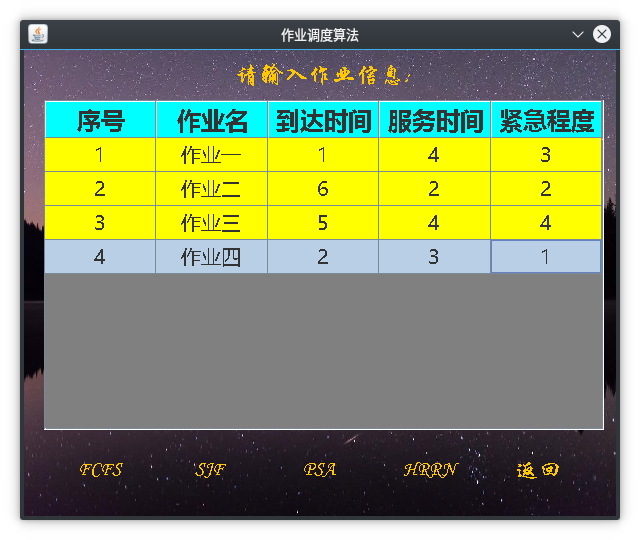 作业调度算法
请输入作业信息:
序号 作业名 到达时间 服务时间 紧急程度
1 作业一 1 4 3
2 作业二 6 2 2
3 作业三 5 4 4
4 作业四 2 3 1
FCFS SJF PSA HRRN 返回